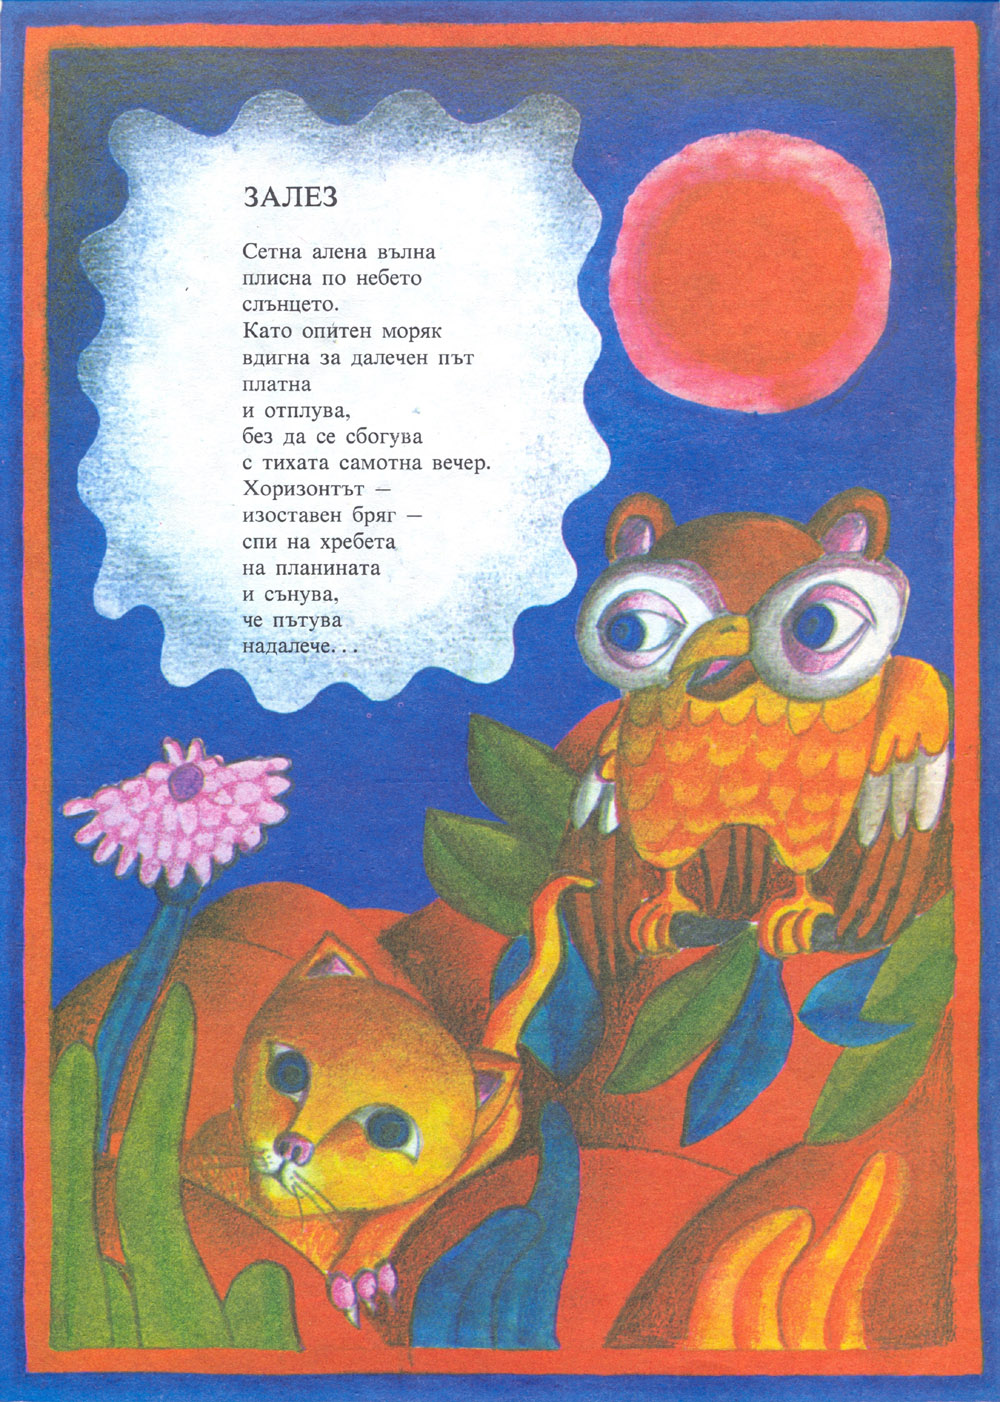 ЗАЛЕЗ
Сетна алена вълна
плисна по небето
слънцето.
Като опитен моряк
вдигна за далечен път
платна
и отплува,
без да се сбогува
с тихата самотна вечер.
Хоризонтът —
изоставен бряг —
спи на хребета
на планината
и сънува,
че пътува
надалече...